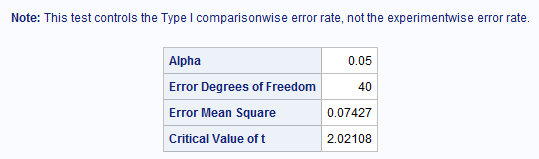 Note: This test controls the Type I comparisonwise error rate, not the experimentwise error rate.
Alpha 0.05
Error Degrees of Freedom 40
Error Mean Square 0.07427
Critical Value of t 2.02108